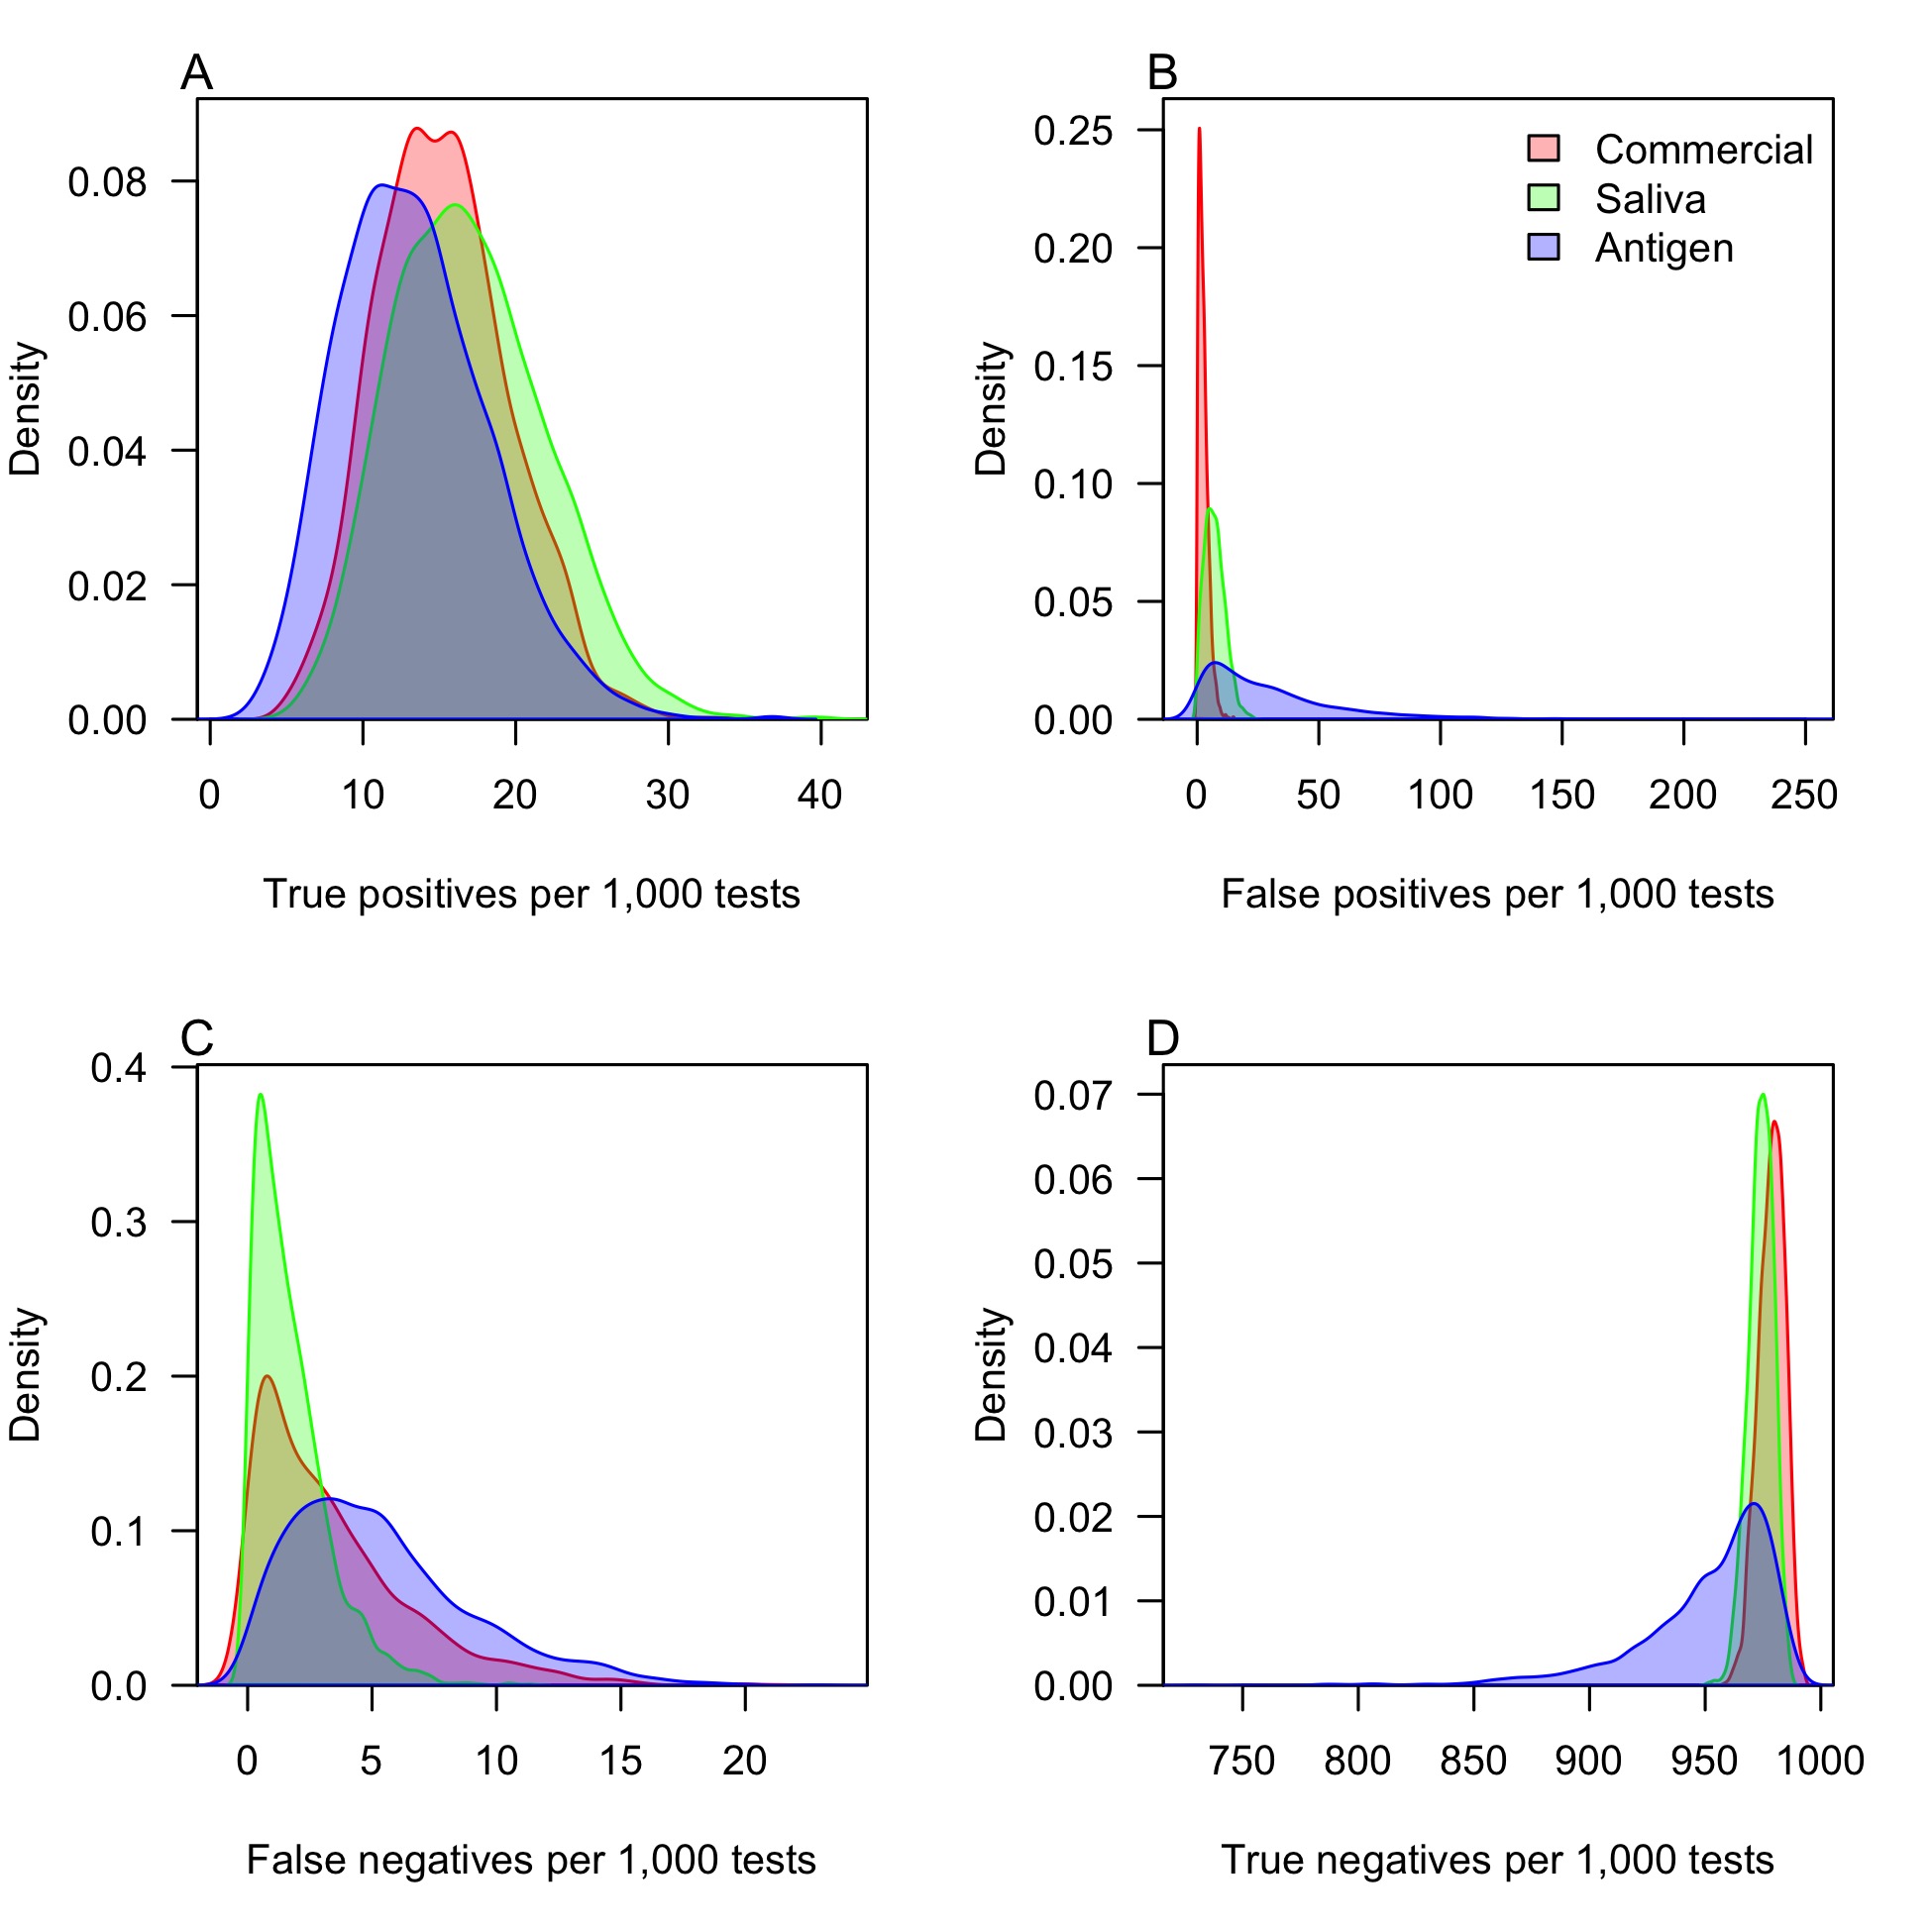 A
0.08
0.06
0.04
0.02
0.00
Density
0 10 20 30 40
True positives per 1,000 tests
B
Commercial
Saliva
Antigen
0.25
0.20
0.15
0.10
0.05
0.00
Density
0 50 100 150 200 250
False positives per 1,000 tests
C
0.4
0.3
0.2
0.1
0.0
Density
0 5 10 15 20
False negatives per 1,000 tests
D
0.07
0.06
0.05
0.04
0.03
0.02
0.01
0.00
Density
750 800 850 900 950 1000
True negatives per 1,000 tests